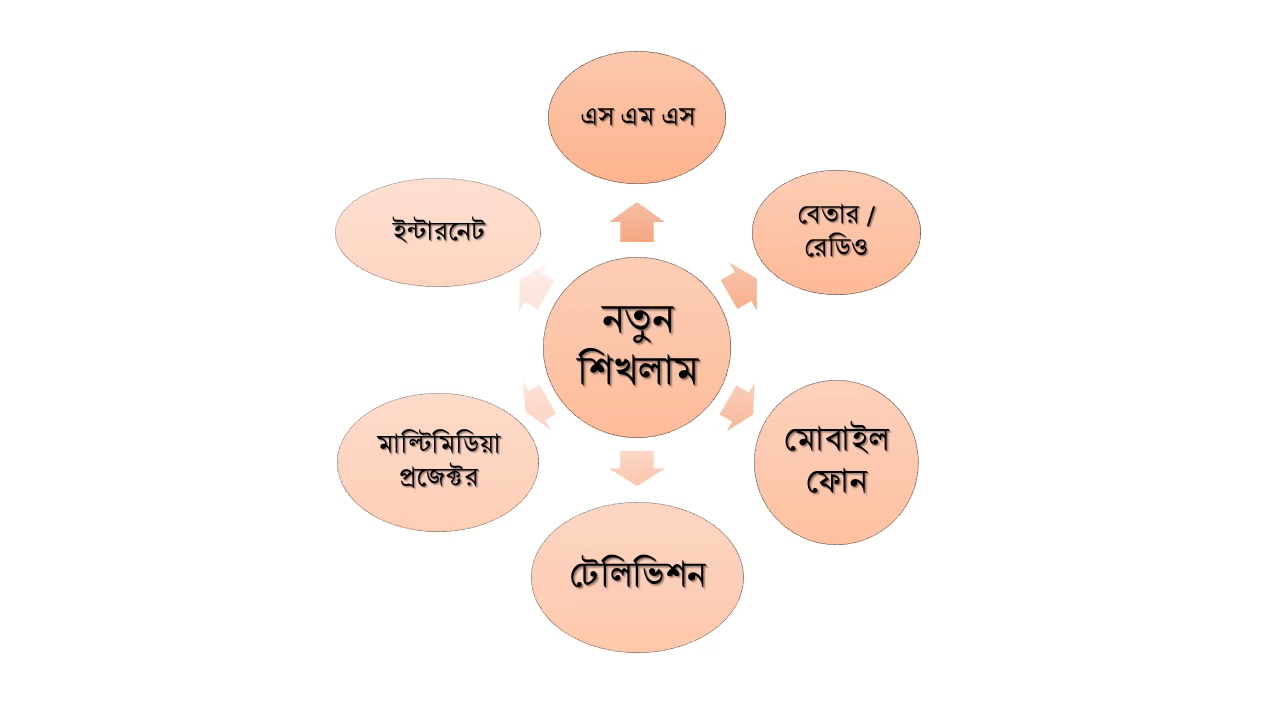 এস এম এস
বেতার /
রেডিও
মোবাইল
ফোন
টেলিভিশন
মাল্টিমিডিয়া
প্রজেক্টর
ইন্টারনেট
নতুন
শিখলাম